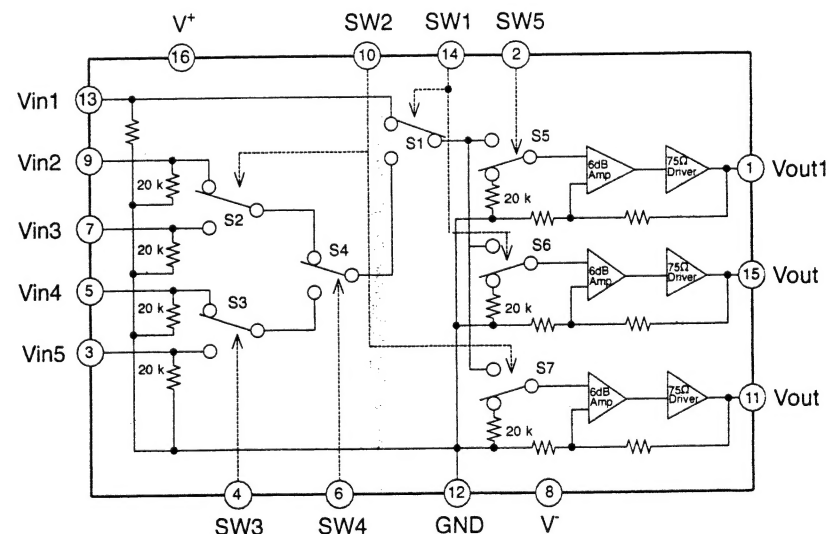 V+
SW2
SW1
SW5
16
10
14
2
Vin1
13
S1
S5
6dB
Amp
75Ω
Driver
1
Vout1
Vin2
9
20 k
S2
20 k
Vin3
7
20 k
S4
S6
6dB
Amp
75Ω
Driver
15
Vout
Vin4
5
20 k
S3
20 k
Vin5
3
20 k
S7
6dB
Amp
75Ω
Driver
11
Vout
20 k
4
6
12
8
SW3
SW4
GND
V-